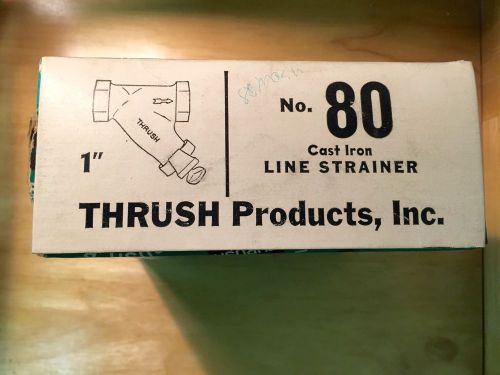 THRUSH
1"
No. 80
Cast Iron
LINE STRAINER
THRUSH Products, Inc.